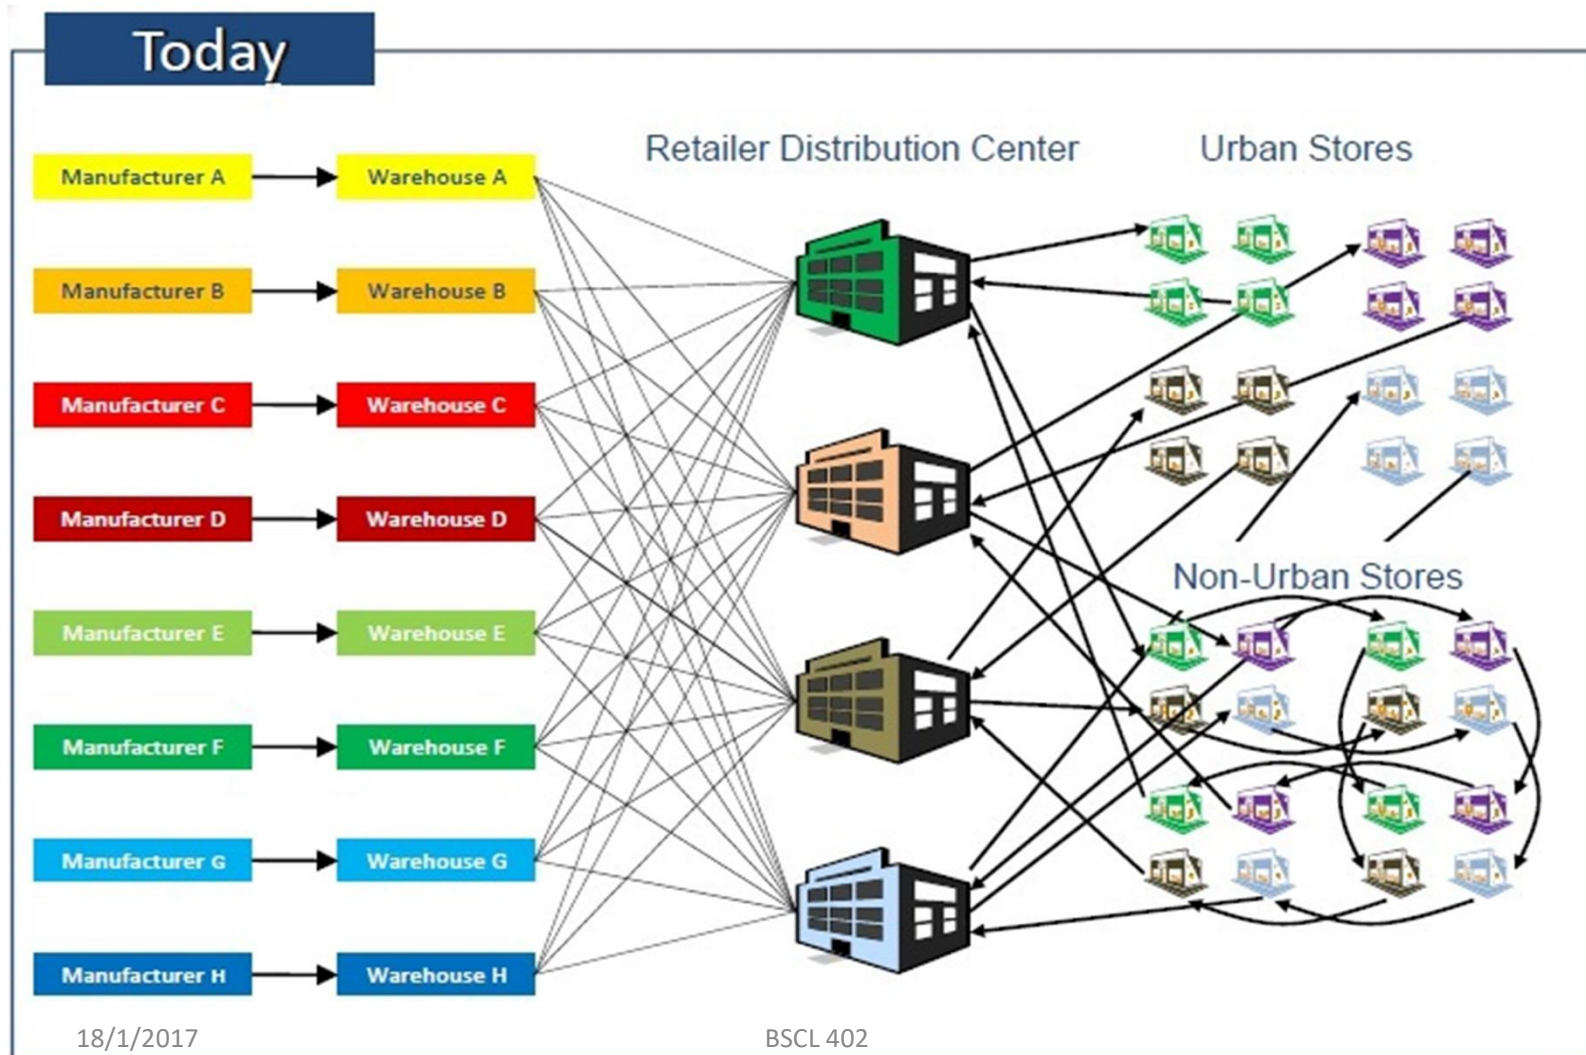 Today
Retailer Distribution Center
Urban Stores
Manufacturer A
Warehouse A
Manufacturer B
Warehouse B
Manufacturer C
Warehouse C
Manufacturer D
Warehouse D
Non-Urban Stores
Manufacturer E
Warehouse E
Manufacturer F
Warehouse F
Manufacturer G
Warehouse G
Manufacturer H
Warehouse H
18/1/2017
BSCL 402